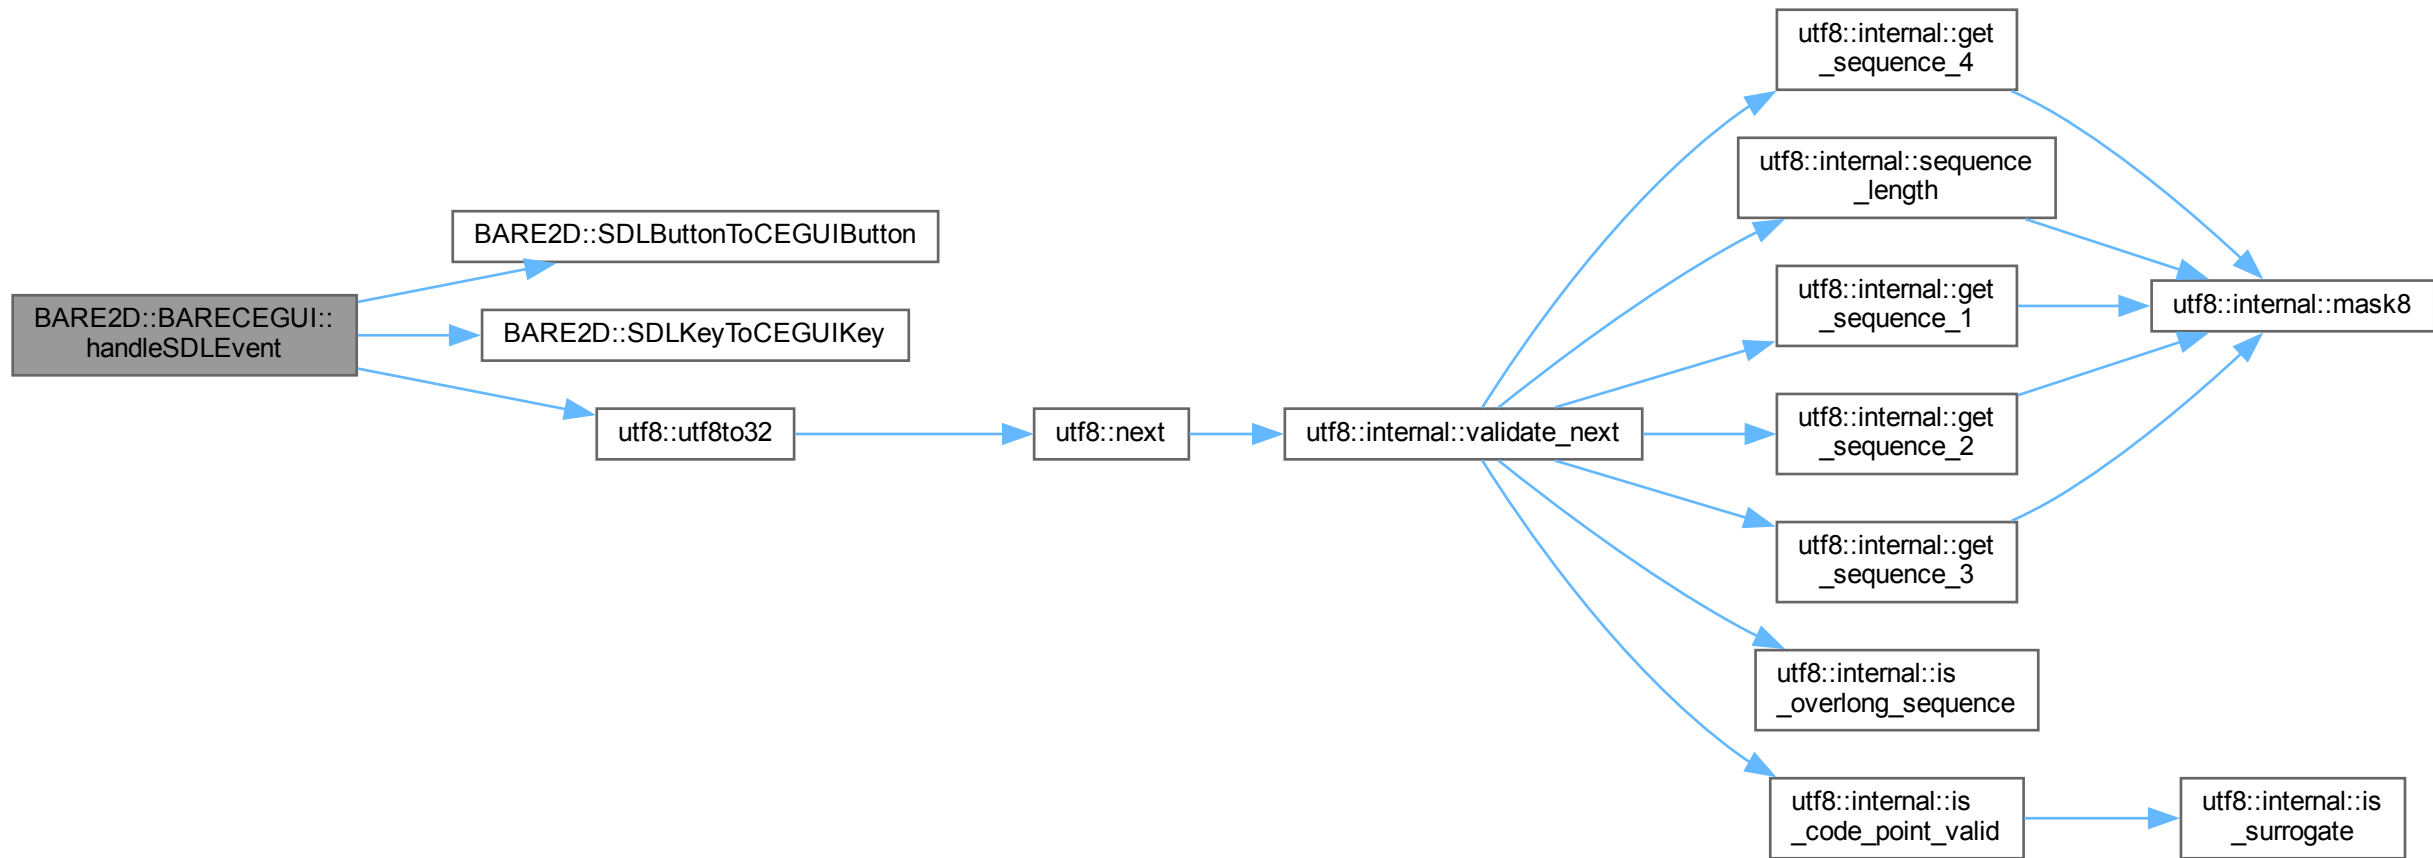 BARE2D::BARECEGUI::
handleSDLEvent
BARE2D::SDLButtonToCEGUIButton
BARE2D::SDLKeyToCEGUIKey
utf8::utf8to32
utf8::next
utf8::internal::validate_next
utf8::internal::get
_sequence_4
utf8::internal::sequence
_length
utf8::internal::get
_sequence_1
utf8::internal::get
_sequence_2
utf8::internal::get
_sequence_3
utf8::internal::is
_overlong_sequence
utf8::internal::is
_code_point_valid
utf8::internal::mask8
utf8::internal::is
_surrogate